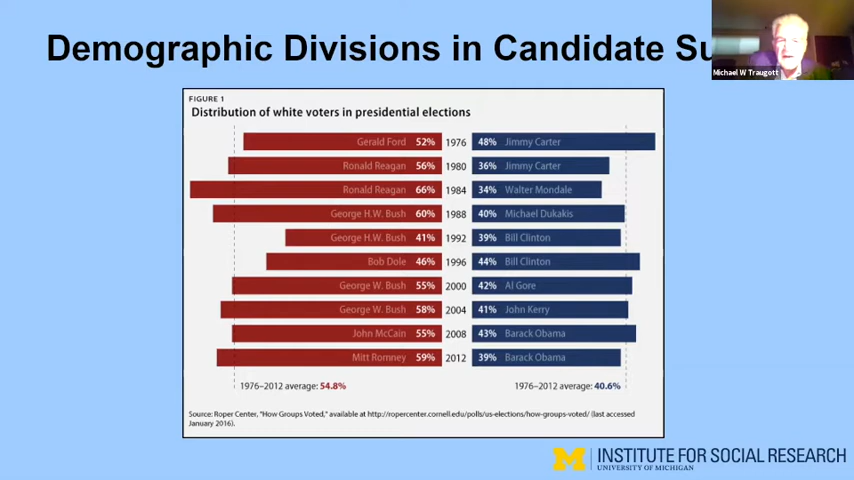 Demographic Divisions in Candidate Su
Michael W Traugott
FIGURE 1
Distribution of white voters in presidential elections
Gerald Ford 52% 1976 48% Jimmy Carter
Ronald Reagan 56% 1980 36% Jimmy Carter
Ronald Reagan 66% 1984 34% Walter Mondale
George H.W. Bush 60% 1988 40% Michael Dukakis
George H.W. Bush 41% 1992 39% Bill Clinton
Bob Dole 46% 1996 44% Bill Clinton
George W. Bush 55% 2000 42% Al Gore
George W. Bush 58% 2004 41% John Kerry
John McCain 55% 2008 43% Barack Obama
Mitt Romney 59% 2012 39% Barack Obama
1976–2012 average: 54.8% 1976–2012 average: 40.6%
Source: Roper Center, "How Groups Voted," available at http://ropercenter.cornell.edu/polls/us-elections/how-groups-voted/ (last accessed
January 2016).
M INSTITUTE FOR SOCIAL RESEARCH
UNIVERSITY OF MICHIGAN